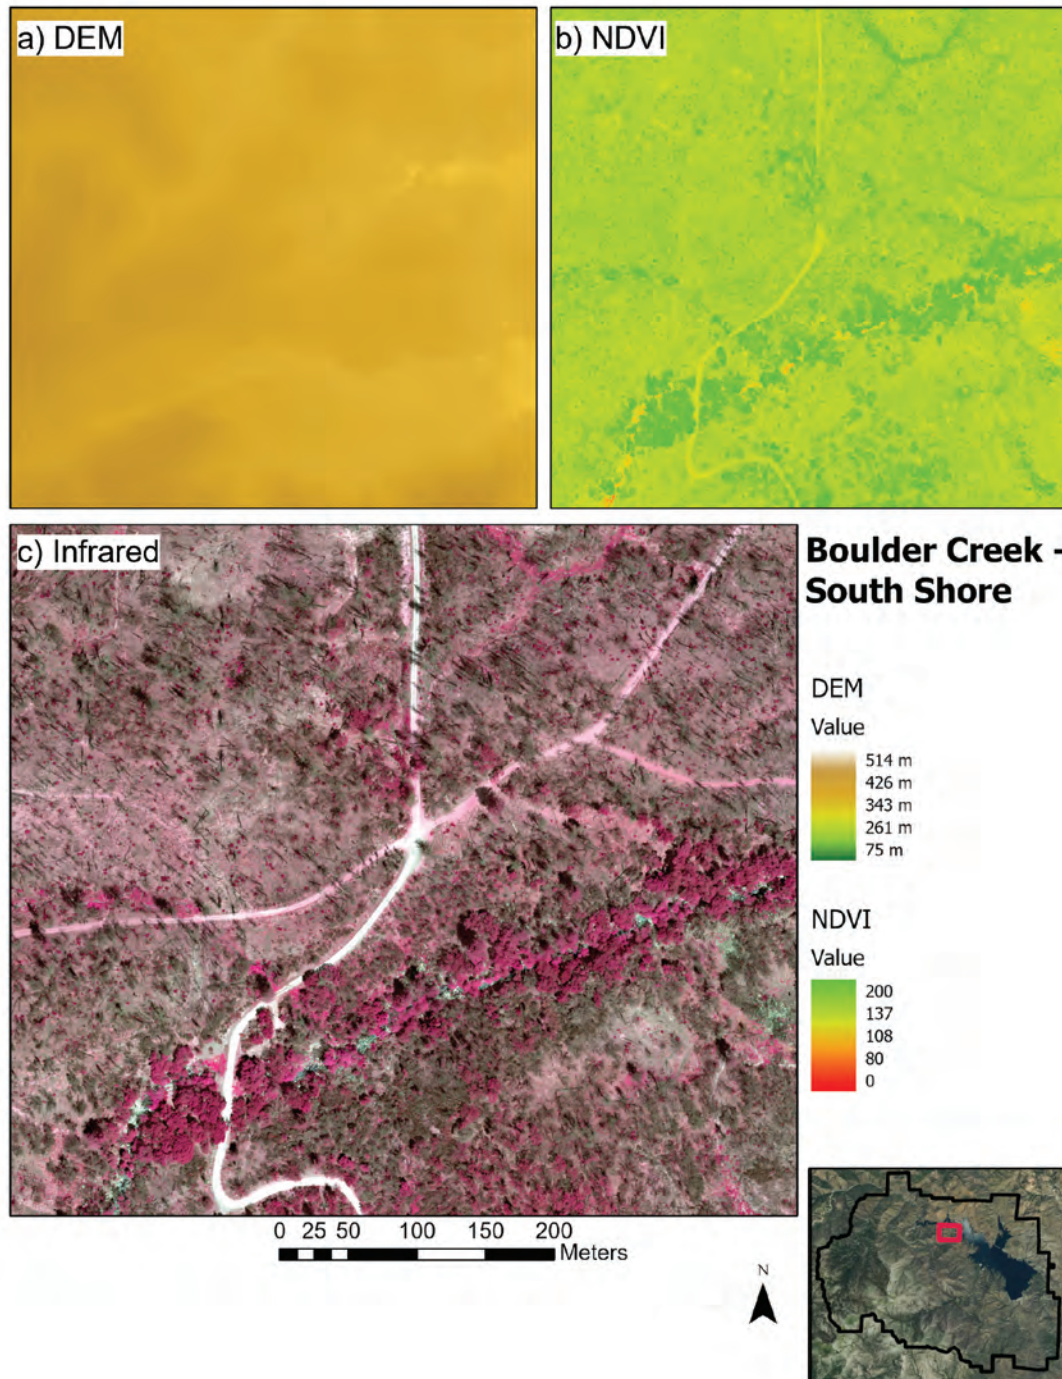 a) DEM
b) NDVI
c) Infrared
Boulder Creek -
South Shore
DEM
Value
514 m
426 m
343 m
261 m
75 m
NDVI
Value
200
137
108
80
0
0 25 50 100 150 200
Meters
N